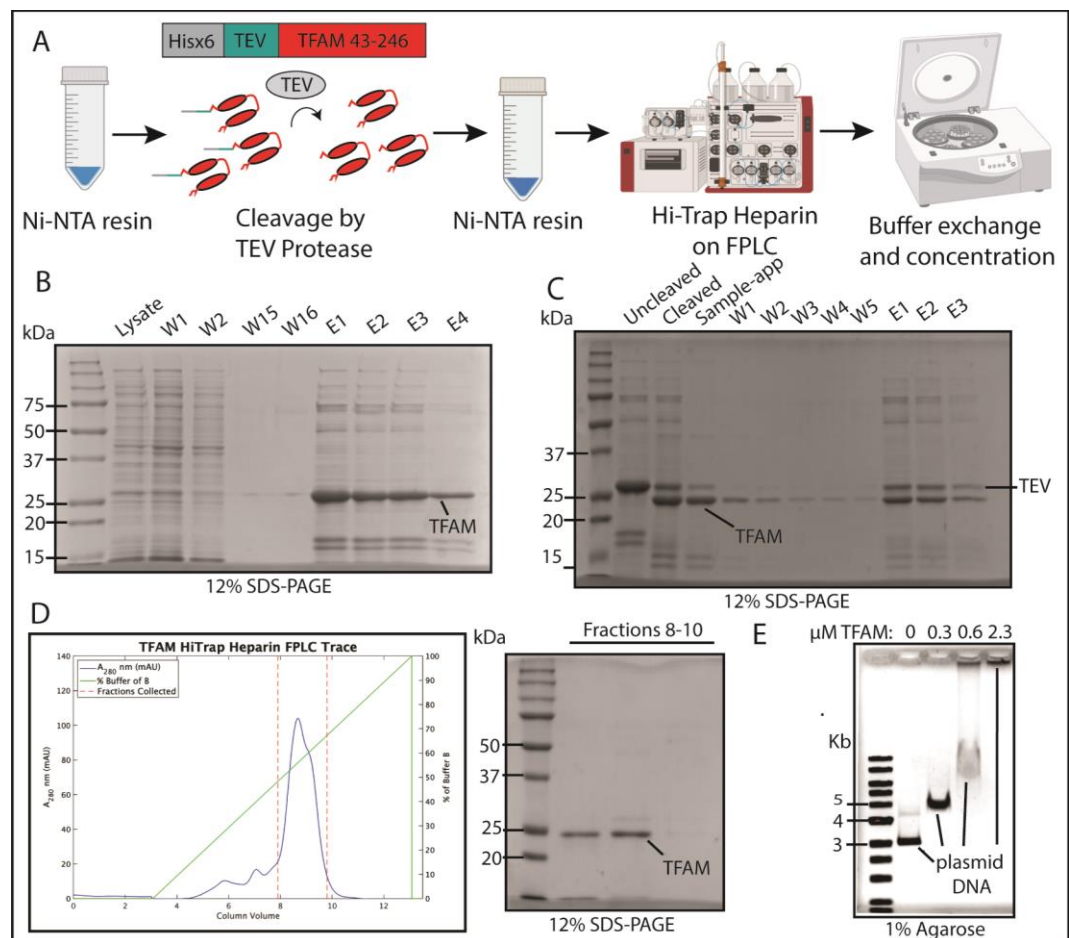 A
Hisx6 TEV TFAM 43-246
TEV
Ni-NTA resin
Cleavage by
TEV Protease
Ni-NTA resin
Hi-Trap Heparin
on FPLC
Buffer exchange
and concentration
B
kDa
Lysate W1 W2 W15 W16 E1 E2 E3 E4
75
50
37
25
20
15
TFAM
12% SDS-PAGE
C
kDa
Uncleaved Cleaved Sample-app W1 W2 W3 W4 W5 E1 E2 E3
37
25
20
15
TEV
TFAM
12% SDS-PAGE
D
TFAM HiTrap Heparin FPLC Trace
A280 nm (mAU)
% Buffer of B
Fractions Collected
140
120
100
80
60
40
20
0
A280 nm (mAU)
100
90
80
70
60
50
40
30
20
10
0
% of Buffer B
0 2 4 6 8 10 12 14
Column Volume
kDa
Fractions 8-10
50
37
25
20
TFAM
12% SDS-PAGE
E
μM TFAM: 0 0.3 0.6 2.3
Kb
5
4
3
plasmid
DNA
1% Agarose